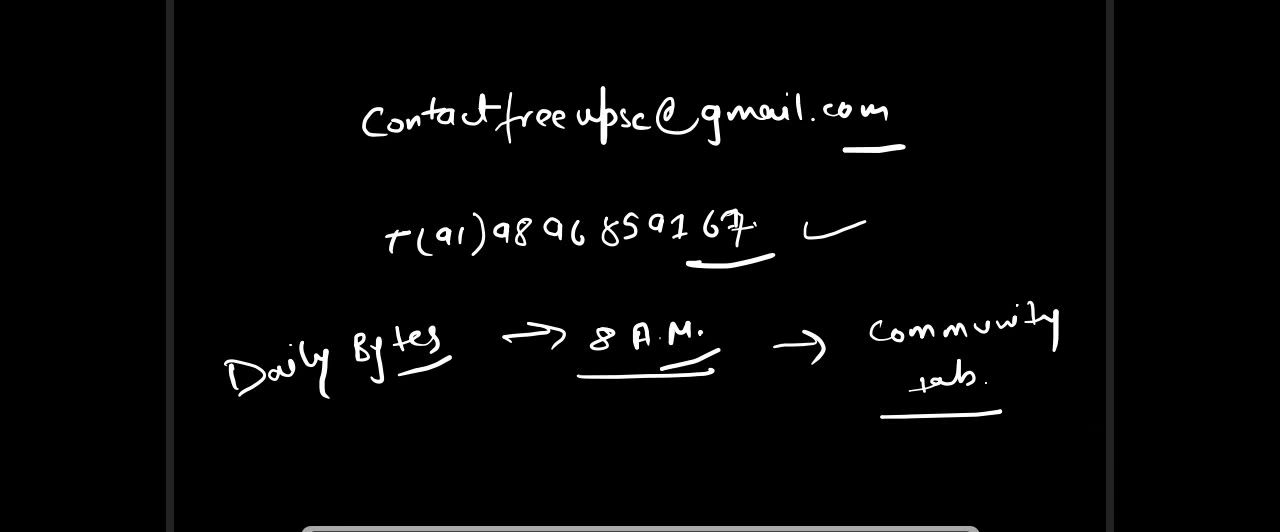 Contactfreeupsc@gmail.com
+(91)9896859167.
Daily Bytes → 8 A.M. → Community
tab.